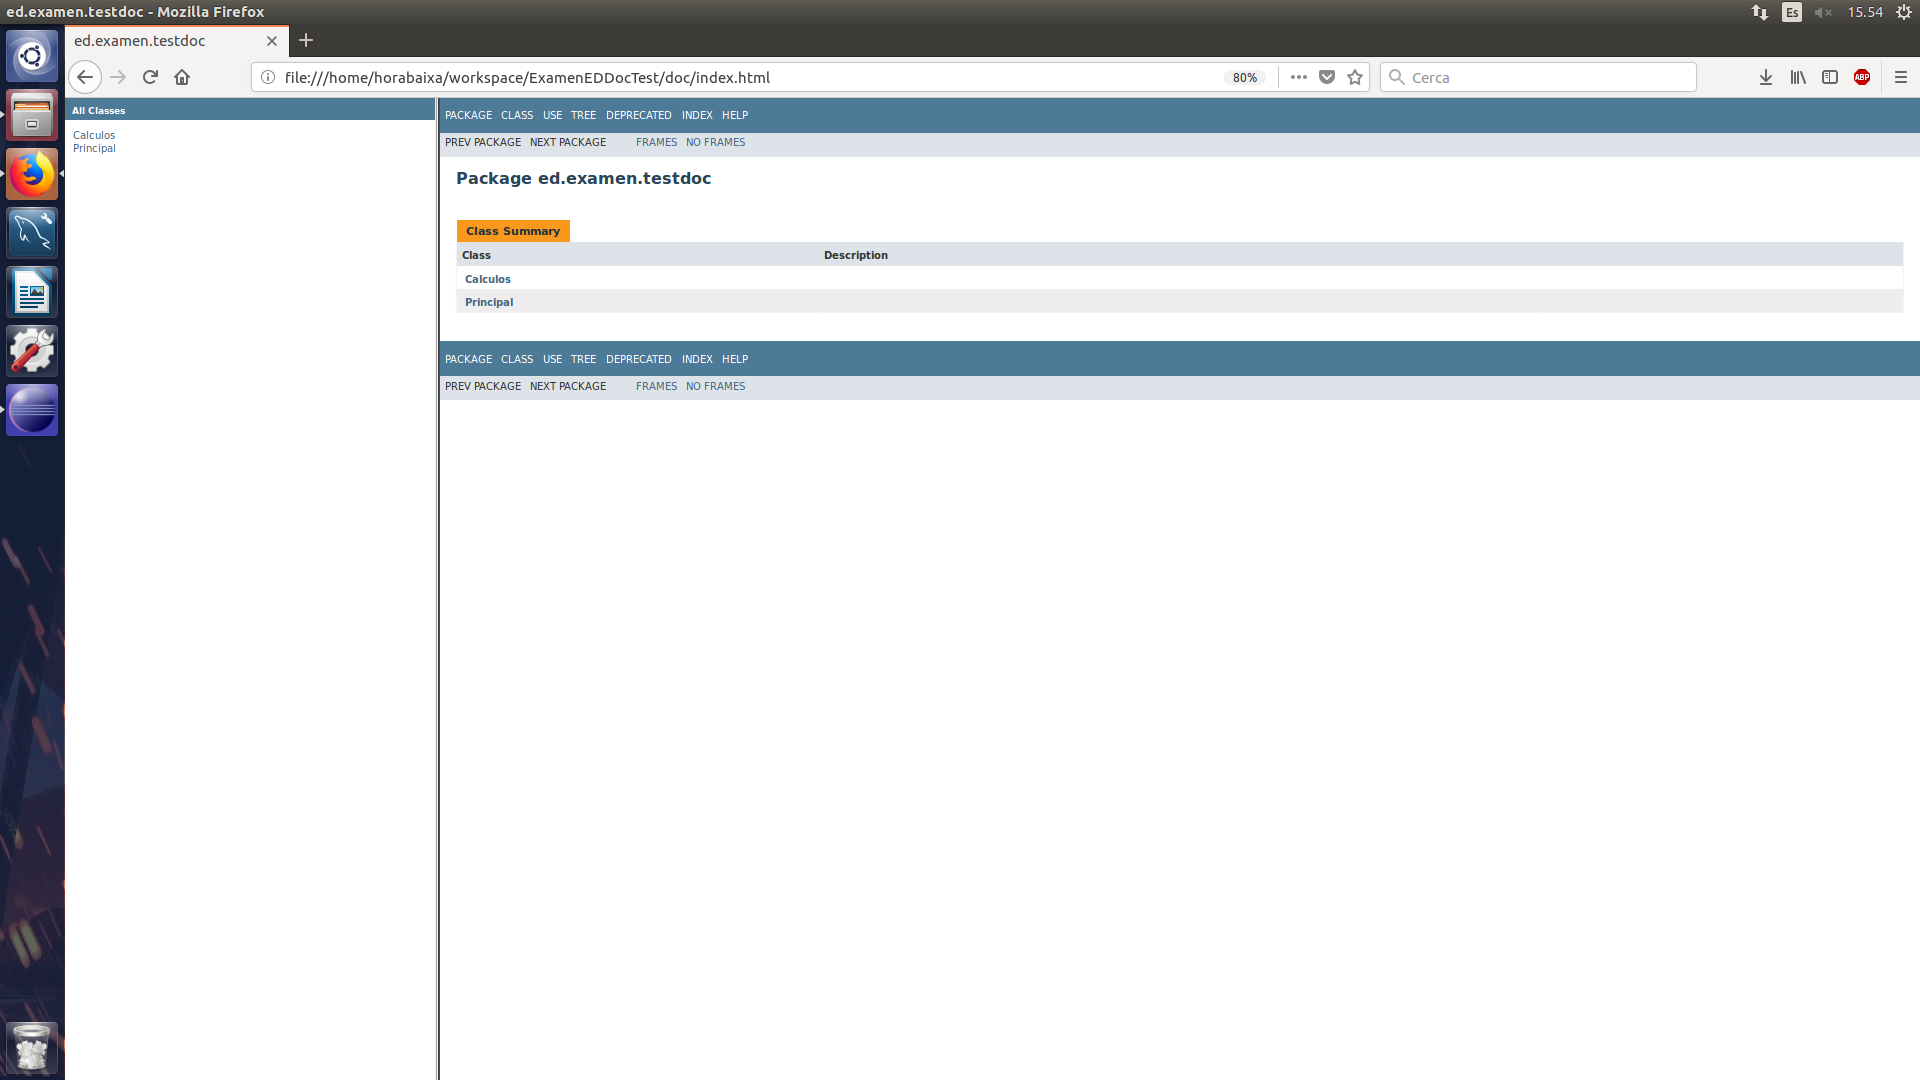 ed.examen.testdoc - Mozilla Firefox
Es
15.54
ed.examen.testdoc
file:///home/horabaixa/workspace/ExamenEDDocTest/doc/index.html
80%
Cerca
ABP
All Classes
Calculos
Principal
PACKAGE CLASS USE TREE DEPRECATED INDEX HELP
PREV PACKAGE NEXT PACKAGE FRAMES NO FRAMES
Package ed.examen.testdoc
Class Summary
Class Description
Calculos
Principal
PACKAGE CLASS USE TREE DEPRECATED INDEX HELP
PREV PACKAGE NEXT PACKAGE FRAMES NO FRAMES